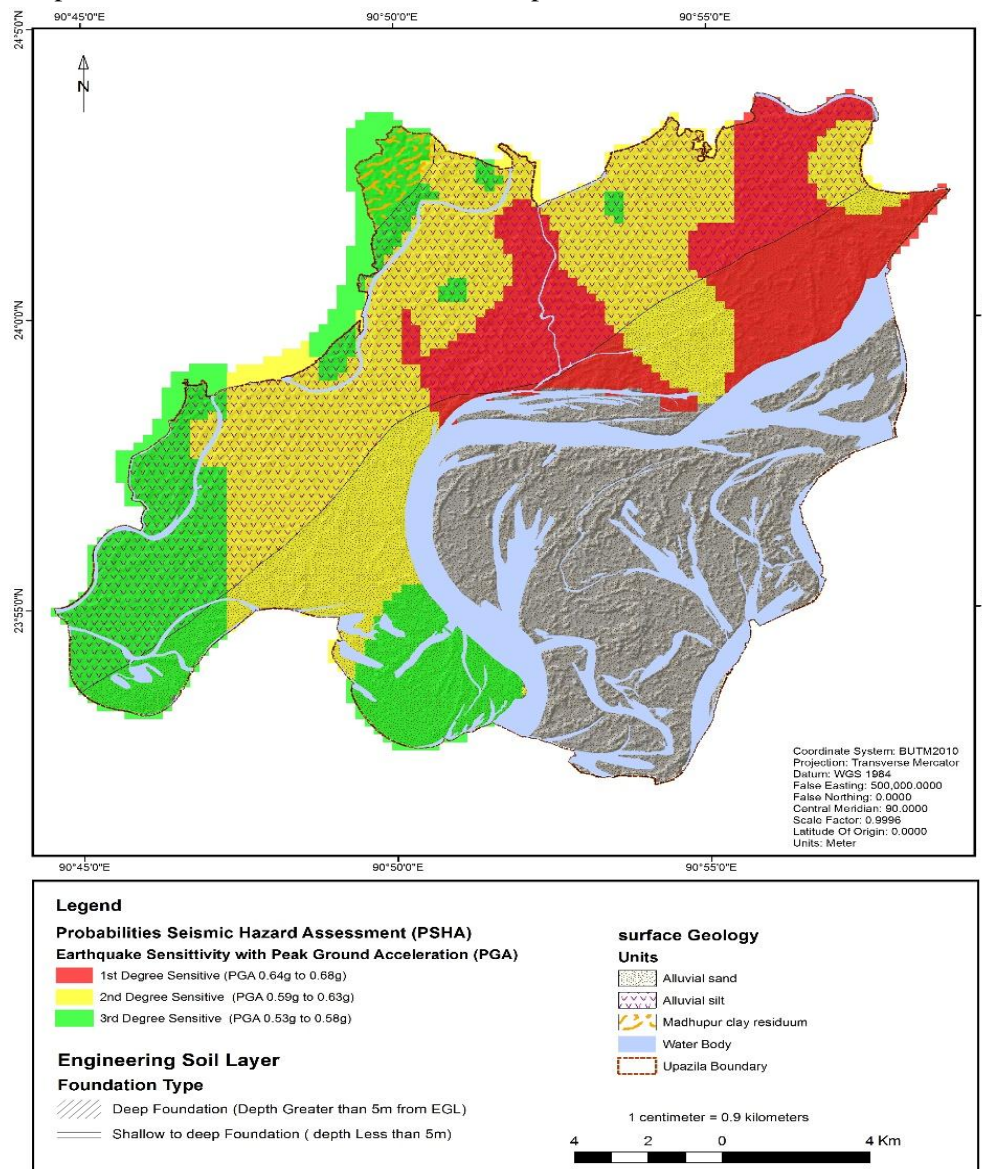 90°45'0"E 90°50'0"E 90°55'0"E
24°5'0"N
N
24°0'0"N
23°55'0"N
Coordinate System: BUTM2010
Projection: Transverse Mercator
Datum: WGS 1984
False Easting: 500,000.0000
False Northing: 0.0000
Central Meridian: 90.0000
Scale Factor: 0.9996
Latitude Of Origin: 0.0000
Units: Meter
90°45'0"E 90°50'0"E 90°55'0"E
Legend
Probabilities Seismic Hazard Assessment (PSHA)
Earthquake Sensittivity with Peak Ground Acceleration (PGA)
1st Degree Sensitive (PGA 0.64g to 0.68g)
2nd Degree Sensitive (PGA 0.59g to 0.63g)
3rd Degree Sensitive (PGA 0.53g to 0.58g)
Engineering Soil Layer
Foundation Type
Deep Foundation (Depth Greater than 5m from EGL)
Shallow to deep Foundation ( depth Less than 5m)
surface Geology
Units
Alluvial sand
Alluvial silt
Madhupur clay residuum
Water Body
Upazila Boundary
1 centimeter = 0.9 kilometers
4 2 0 4 Km